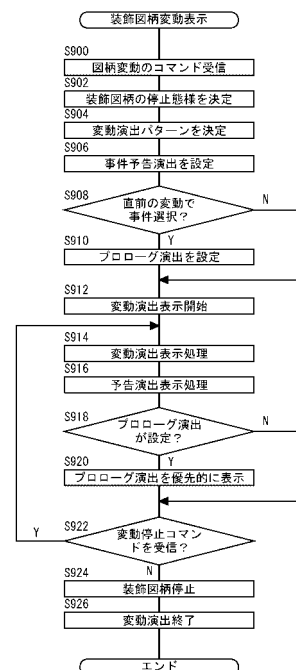 装飾図柄変動表示
S900
図柄変動のコマンド受信
S902
装飾図柄の停止態様を決定
S904
変動演出パターンを決定
S906
事件予告演出を設定
S908
直前の変動で
事件選択?
N
Y
S910
プロローグ演出を設定
S912
変動演出表示開始
S914
変動演出表示処理
S916
予告演出表示処理
S918
プロローグ演出
が設定?
N
Y
S920
プロローグ演出を優先的に表示
S922
変動停止コマン
ドを受信?
Y
N
S924
装飾図柄停止
S926
変動演出終了
エンド